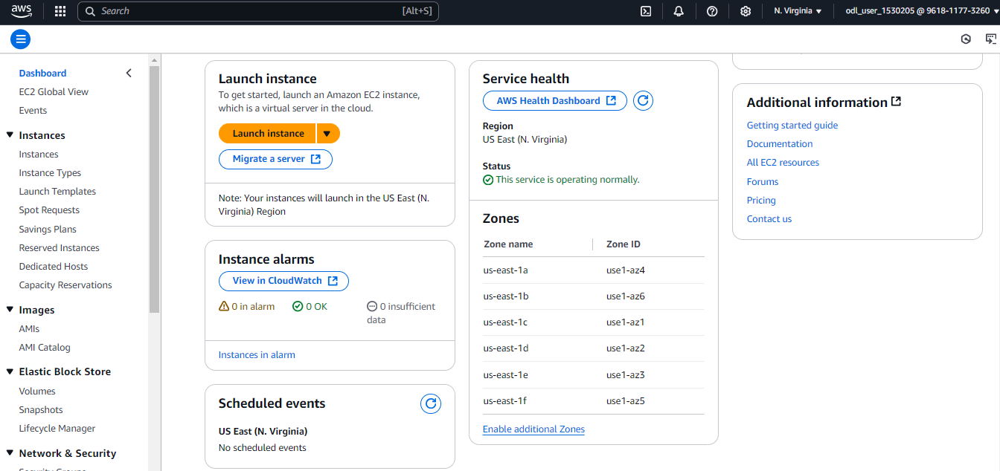 aws
Search
[Alt+S]
N. Virginia
odl_user_1530205 @ 9618-1177-3260
Dashboard
EC2 Global View
Events
Instances
Instances
Instance Types
Launch Templates
Spot Requests
Savings Plans
Reserved Instances
Dedicated Hosts
Capacity Reservations
Images
AMIs
AMI Catalog
Elastic Block Store
Volumes
Snapshots
Lifecycle Manager
Network & Security
Launch instance
To get started, launch an Amazon EC2 instance,
which is a virtual server in the cloud.
Launch instance
Migrate a server
Note: Your instances will launch in the US East (N.
Virginia) Region
Instance alarms
View in CloudWatch
0 in alarm
0 OK
0 insufficient
data
Instances in alarm
Scheduled events
US East (N. Virginia)
No scheduled events
Service health
AWS Health Dashboard
Region
US East (N. Virginia)
Status
This service is operating normally.
Zones
Zone name Zone ID
us-east-1a use1-az4
us-east-1b use1-az6
us-east-1c use1-az1
us-east-1d use1-az2
us-east-1e use1-az3
us-east-1f use1-az5
Enable additional Zones
Additional information
Getting started guide
Documentation
All EC2 resources
Forums
Pricing
Contact us